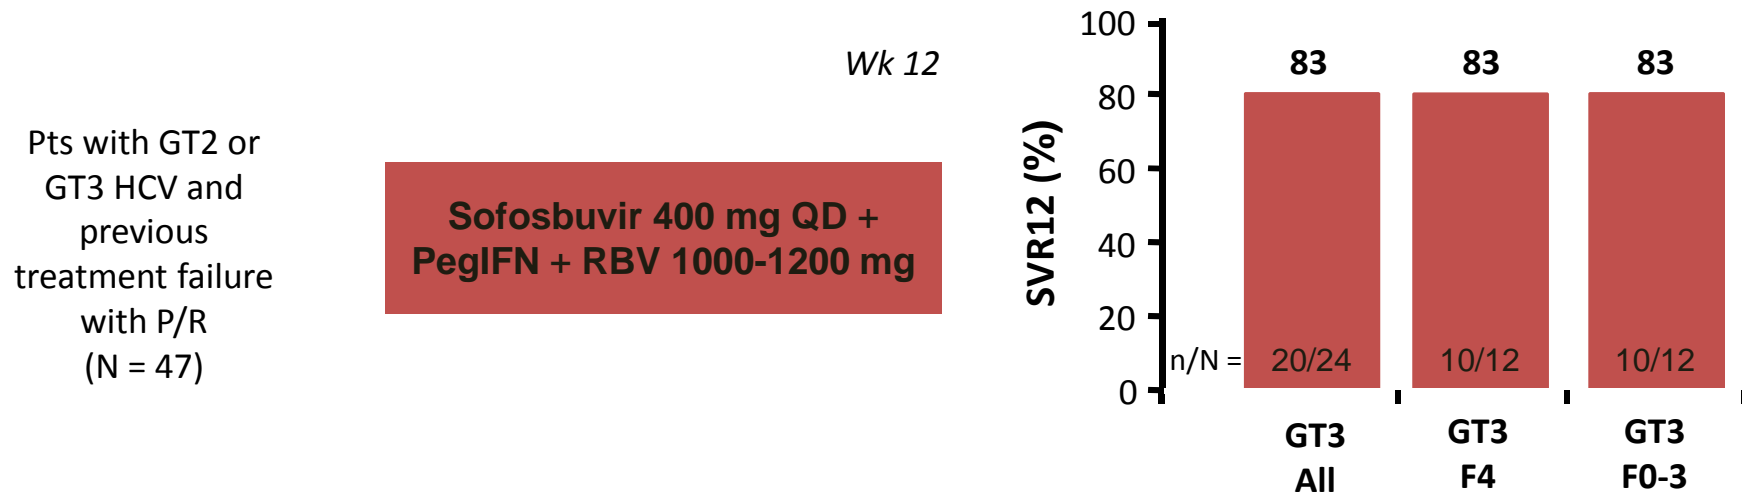 Pts with GT2 or
GT3 HCV and
previous
treatment failure
with P/R
(N = 47)
Wk 12
Sofosbuvir 400 mg QD +
PegIFN + RBV 1000-1200 mg
SVR12 (%)
100
80
60
40
20
0
83 83 83
n/N = 20/24 10/12 10/12
GT3 GT3 GT3
All F4 F0-3